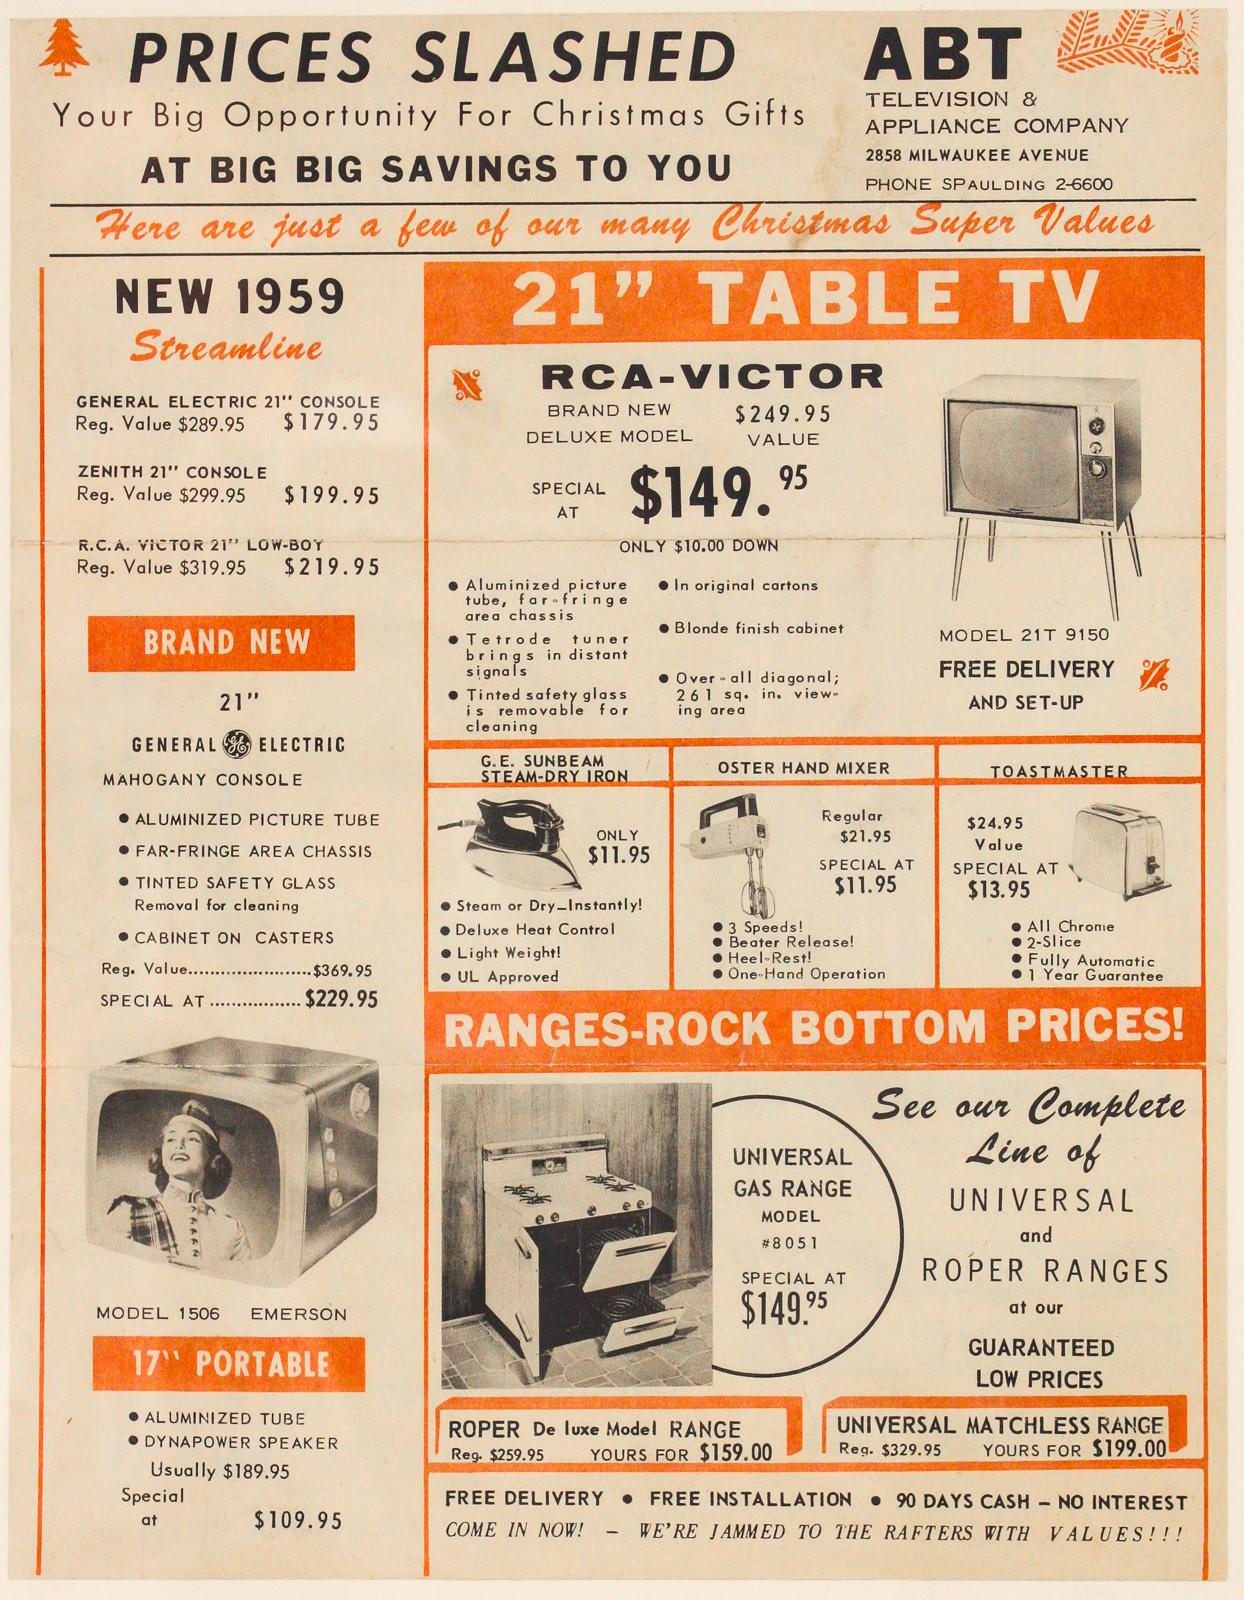 PRICES SLASHED
Your Big Opportunity For Christmas Gifts
AT BIG BIG SAVINGS TO YOU
ABT
TELEVISION &
APPLIANCE COMPANY
2858 MILWAUKEE AVENUE
PHONE SPAULDING 2-6600
Here are just a few of our many Christmas Super Values
NEW 1959
Streamline
GENERAL ELECTRIC 21" CONSOLE
Reg. Value $289.95 $179.95
ZENITH 21" CONSOLE
Reg. Value $299.95 $199.95
R.C.A. VICTOR 21" LOW-BOY
Reg. Value $319.95 $219.95
BRAND NEW
21"
GENERAL GE ELECTRIC
MAHOGANY CONSOLE
● ALUMINIZED PICTURE TUBE
● FAR-FRINGE AREA CHASSIS
● TINTED SAFETY GLASS
Removal for cleaning
● CABINET ON CASTERS
Reg. Value.......................$369.95
SPECIAL AT .................$229.95
MODEL 1506 EMERSON
17" PORTABLE
● ALUMINIZED TUBE
● DYNAPOWER SPEAKER
Usually $189.95
Special
at $109.95
21" TABLE TV
RCA-VICTOR
BRAND NEW $249.95
DELUXE MODEL VALUE
SPECIAL
AT $149.95
ONLY $10.00 DOWN
● Aluminized picture
tube, far-fringe
area chassis
● Tetrode tuner
brings in distant
signals
● Tinted safety glass
is removable for
cleaning
● In original cartons
● Blonde finish cabinet
● Over-all diagonal;
261 sq. in. view-
ing area
MODEL 21T 9150
FREE DELIVERY
AND SET-UP
G.E. SUNBEAM
STEAM-DRY IRON
ONLY
$11.95
● Steam or Dry—Instantly!
● Deluxe Heat Control
● Light Weight!
● UL Approved
OSTER HAND MIXER
Regular
$21.95
SPECIAL AT
$11.95
● 3 Speeds!
● Beater Release!
● Heel-Rest!
● One-Hand Operation
TOASTMASTER
$24.95
Value
SPECIAL AT
$13.95
● All Chrome
● 2-Slice
● Fully Automatic
● 1 Year Guarantee
RANGES-ROCK BOTTOM PRICES!
UNIVERSAL
GAS RANGE
MODEL
#8051
SPECIAL AT
$149.95
See our Complete
Line of
UNIVERSAL
and
ROPER RANGES
at our
GUARANTEED
LOW PRICES
ROPER De luxe Model RANGE
Reg. $259.95 YOURS FOR $159.00
UNIVERSAL MATCHLESS RANGE
Reg. $329.95 YOURS FOR $199.00
FREE DELIVERY ● FREE INSTALLATION ● 90 DAYS CASH – NO INTEREST
COME IN NOW! – WE'RE JAMMED TO THE RAFTERS WITH VALUES!!!